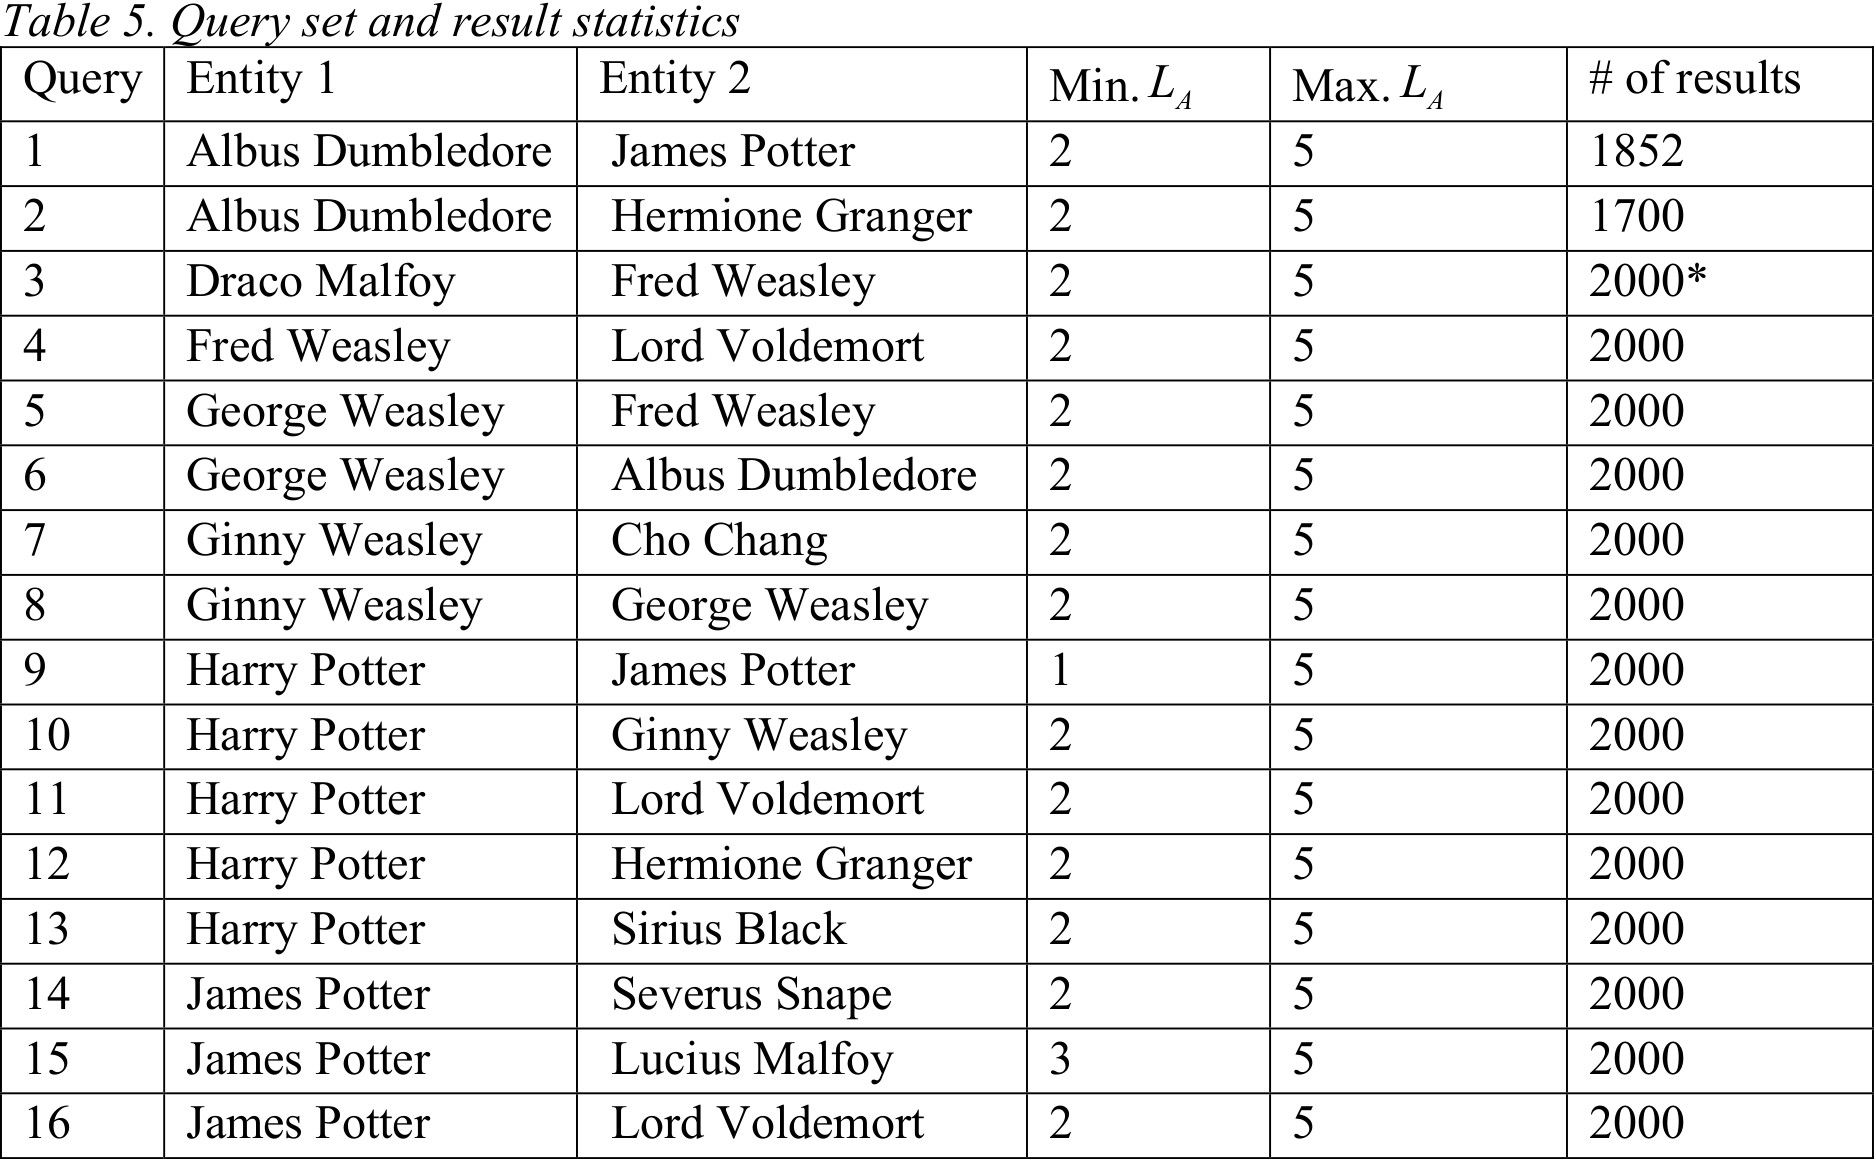 Table 5. Query set and result statistics
Query Entity 1 Entity 2 Min. L_A Max. L_A # of results
1 Albus Dumbledore James Potter 2 5 1852
2 Albus Dumbledore Hermione Granger 2 5 1700
3 Draco Malfoy Fred Weasley 2 5 2000*
4 Fred Weasley Lord Voldemort 2 5 2000
5 George Weasley Fred Weasley 2 5 2000
6 George Weasley Albus Dumbledore 2 5 2000
7 Ginny Weasley Cho Chang 2 5 2000
8 Ginny Weasley George Weasley 2 5 2000
9 Harry Potter James Potter 1 5 2000
10 Harry Potter Ginny Weasley 2 5 2000
11 Harry Potter Lord Voldemort 2 5 2000
12 Harry Potter Hermione Granger 2 5 2000
13 Harry Potter Sirius Black 2 5 2000
14 James Potter Severus Snape 2 5 2000
15 James Potter Lucius Malfoy 3 5 2000
16 James Potter Lord Voldemort 2 5 2000